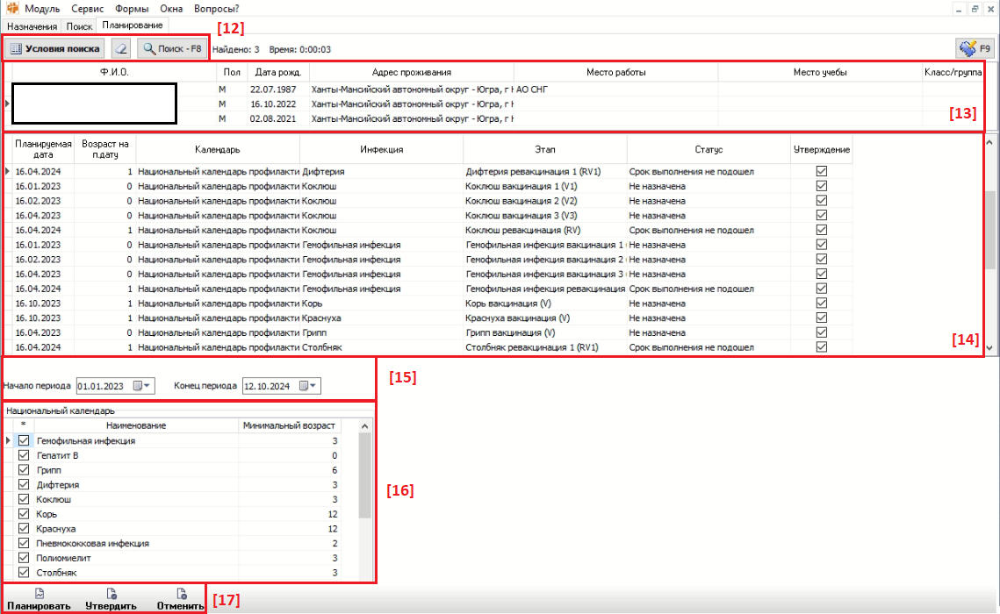 Модуль Сервис Формы Окна Вопросы?
Назначения Поиск Планирование
[12]
Условия поиска Поиск - F8 Найдено: 3 Время: 0:00:03 F9
Ф.И.О. Пол Дата рожд. Адрес проживания Место работы Место учебы Класс/группа
М 22.07.1987 Ханты-Мансийский автономный округ - Югра, г Н АО СНГ
М 16.10.2022 Ханты-Мансийский автономный округ - Югра, г Н
М 02.08.2021 Ханты-Мансийский автономный округ - Югра, г Н
[13]
Планируемая дата Возраст на п.дату Календарь Инфекция Этап Статус Утверждение
16.04.2024 1 Национальный календарь профилакти Дифтерия Дифтерия ревакцинация 1 (RV1) Срок выполнения не подошел
16.01.2023 0 Национальный календарь профилакти Коклюш Коклюш вакцинация 1 (V1) Не назначена
16.02.2023 0 Национальный календарь профилакти Коклюш Коклюш вакцинация 2 (V2) Не назначена
16.04.2023 0 Национальный календарь профилакти Коклюш Коклюш вакцинация 3 (V3) Не назначена
16.04.2024 1 Национальный календарь профилакти Коклюш Коклюш ревакцинация (RV) Срок выполнения не подошел
16.01.2023 0 Национальный календарь профилакти Гемофильная инфекция Гемофильная инфекция вакцинация 1 Не назначена
16.02.2023 0 Национальный календарь профилакти Гемофильная инфекция Гемофильная инфекция вакцинация 2 Не назначена
16.04.2023 0 Национальный календарь профилакти Гемофильная инфекция Гемофильная инфекция вакцинация 3 Не назначена
16.04.2024 1 Национальный календарь профилакти Гемофильная инфекция Гемофильная инфекция ревакцинация Срок выполнения не подошел
16.10.2023 1 Национальный календарь профилакти Корь Корь вакцинация (V) Не назначена
16.10.2023 1 Национальный календарь профилакти Краснуха Краснуха вакцинация (V) Не назначена
16.04.2023 0 Национальный календарь профилакти Грипп Грипп вакцинация (V) Не назначена
16.04.2024 1 Национальный календарь профилакти Столбняк Столбняк ревакцинация 1 (RV1) Срок выполнения не подошел
[14]
[15]
Начало периода 01.01.2023 Конец периода 12.10.2024
Национальный календарь
* Наименование Минимальный возраст
Гемофильная инфекция 3
Гепатит В 0
Грипп 6
Дифтерия 3
Коклюш 3
Корь 12
Краснуха 12
Пневмококковая инфекция 2
Полиомиелит 3
Столбняк 3
[16]
Планировать Утвердить Отменить
[17]